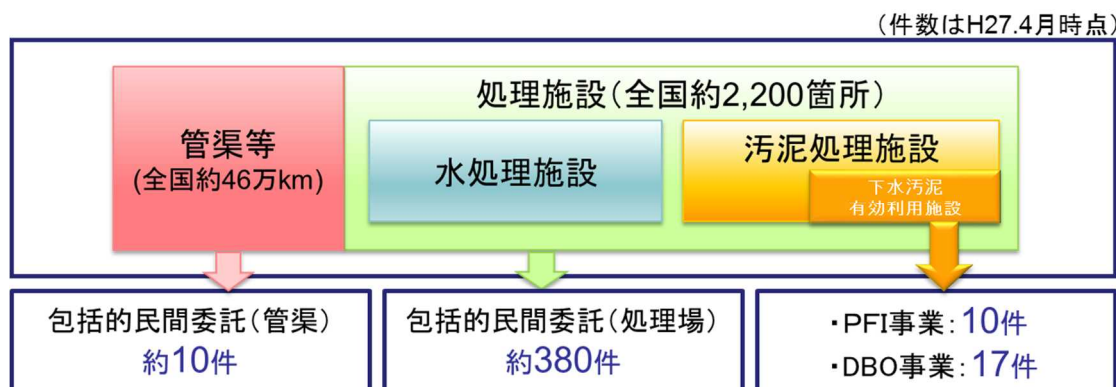 (件数はH27.4月時点)
処理施設(全国約2,200箇所)
管渠等
(全国約46万km)
水処理施設
汚泥処理施設
下水汚泥
有効利用施設
包括的民間委託(管渠)
約10件
包括的民間委託(処理場)
約380件
・PFI事業:10件
・DBO事業:17件